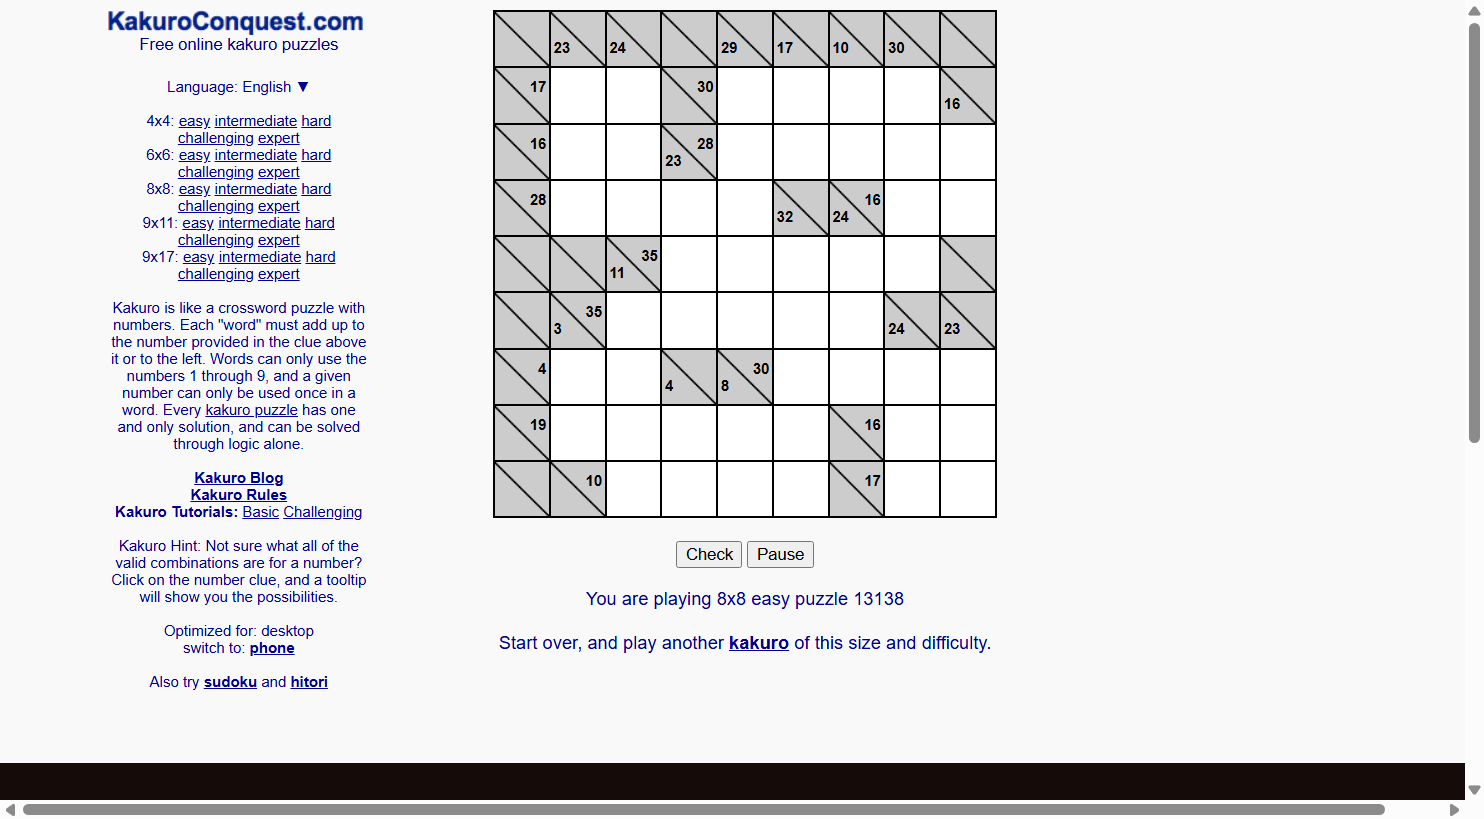 KakuroConquest.com
Free online kakuro puzzles
Language: English ▼
4x4: easy intermediate hard
challenging expert
6x6: easy intermediate hard
challenging expert
8x8: easy intermediate hard
challenging expert
9x11: easy intermediate hard
challenging expert
9x17: easy intermediate hard
challenging expert
Kakuro is like a crossword puzzle with
numbers. Each "word" must add up to
the number provided in the clue above
it or to the left. Words can only use the
numbers 1 through 9, and a given
number can only be used once in a
word. Every kakuro puzzle has one
and only solution, and can be solved
through logic alone.
Kakuro Blog
Kakuro Rules
Kakuro Tutorials: Basic Challenging
Kakuro Hint: Not sure what all of the
valid combinations are for a number?
Click on the number clue, and a tooltip
will show you the possibilities.
Optimized for: desktop
switch to: phone
Also try sudoku and hitori
23 24 29 17 10 30
17 30 16
16 23 28
28 32 24 16
11 35
3 35 24 23
4 4 8 30
19 16
10 17
Check Pause
You are playing 8x8 easy puzzle 13138
Start over, and play another kakuro of this size and difficulty.